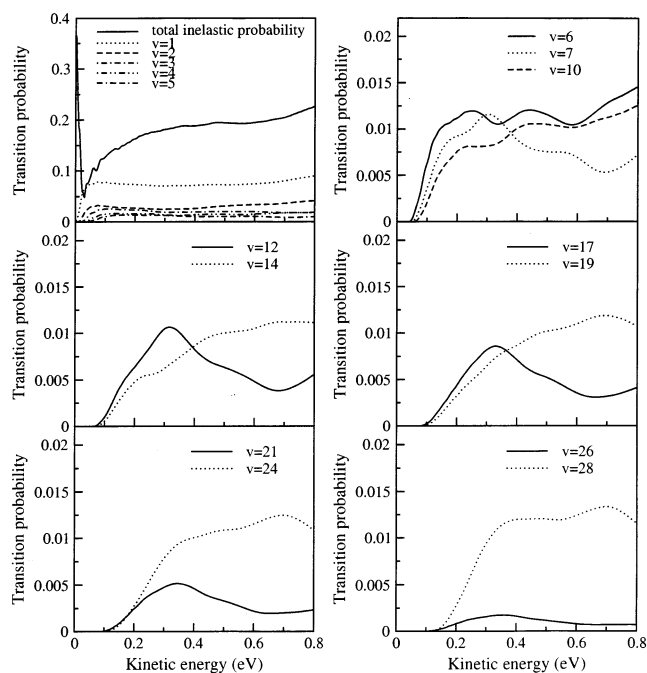 Transition probability
0.4
0.3
0.2
0.1
0
total inelastic probability
v=1
v=2
v=3
v=4
v=5
Transition probability
0.02
0.015
0.01
0.005
0
v=6
v=7
v=10
Transition probability
0.02
0.015
0.01
0.005
0
v=12
v=14
Transition probability
0.02
0.015
0.01
0.005
0
v=17
v=19
Transition probability
0.02
0.015
0.01
0.005
0
v=21
v=24
0 0.2 0.4 0.6 0.8
Kinetic energy (eV)
Transition probability
0.02
0.015
0.01
0.005
0
v=26
v=28
0 0.2 0.4 0.6 0.8
Kinetic energy (eV)